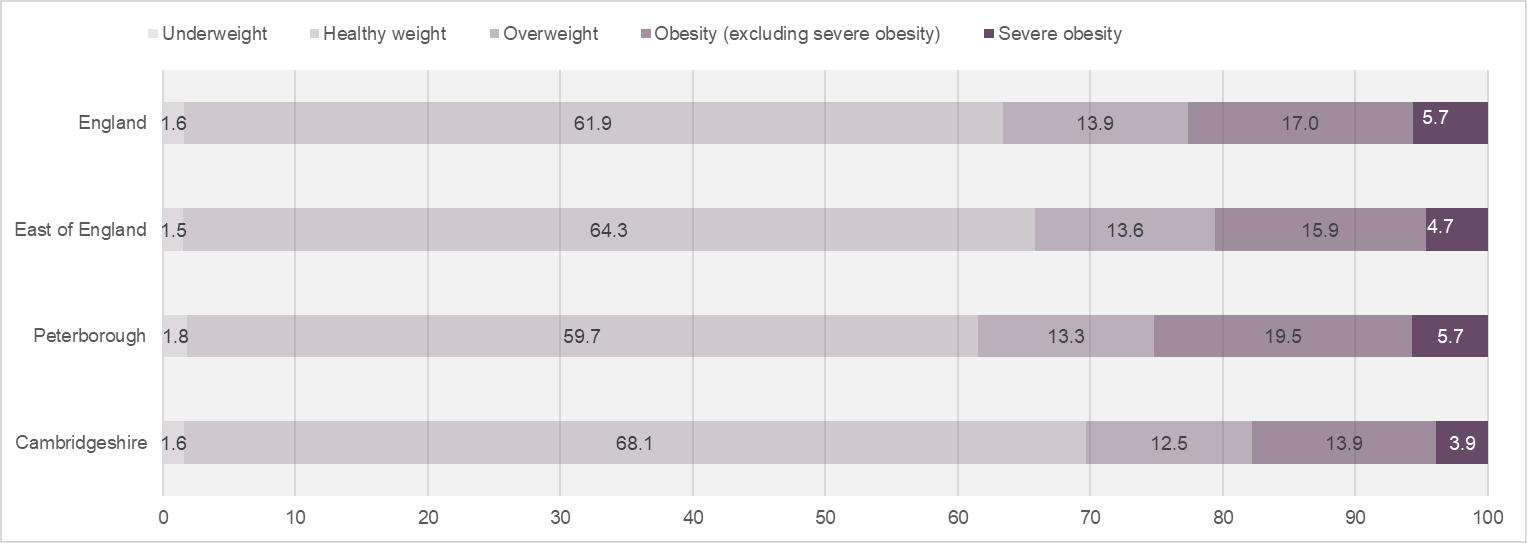 Underweight Healthy weight Overweight Obesity (excluding severe obesity) Severe obesity
England 1.6 61.9 13.9 17.0 5.7
East of England 1.5 64.3 13.6 15.9 4.7
Peterborough 1.8 59.7 13.3 19.5 5.7
Cambridgeshire 1.6 68.1 12.5 13.9 3.9
0 10 20 30 40 50 60 70 80 90 100